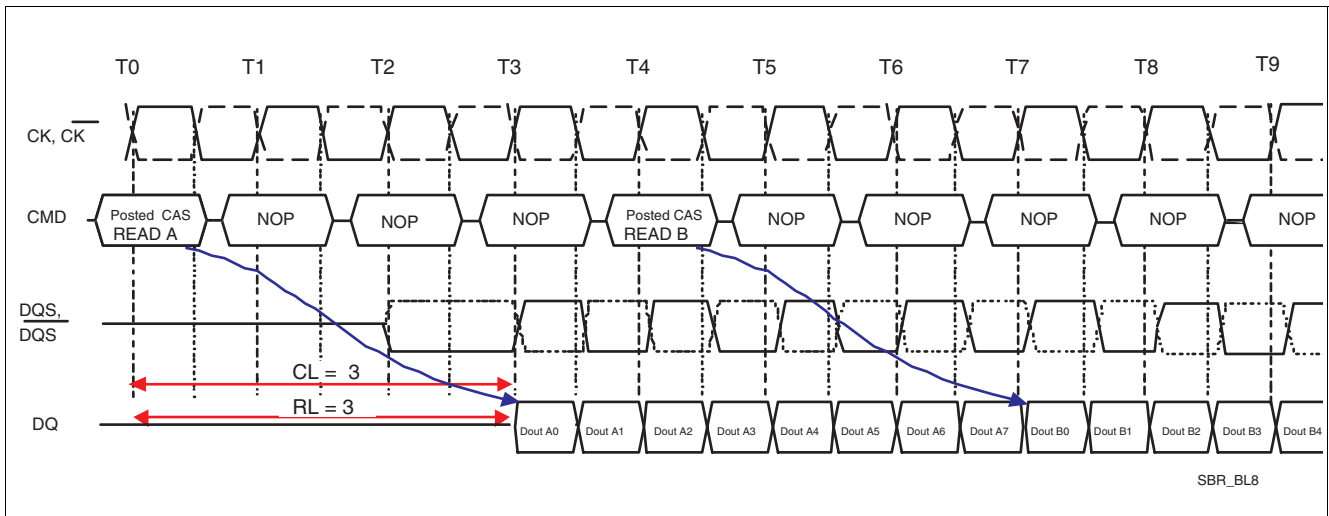 T0 T1 T2 T3 T4 T5 T6 T7 T8 T9
CK, CK
CMD
Posted CAS READ A
NOP
NOP
NOP
Posted CAS READ B
NOP
NOP
NOP
NOP
NOP
DQS,
DQS
CL = 3
RL = 3
DQ
Dout A0 Dout A1 Dout A2 Dout A3 Dout A4 Dout A5 Dout A6 Dout A7 Dout B0 Dout B1 Dout B2 Dout B3 Dout B4
SBR_BL8